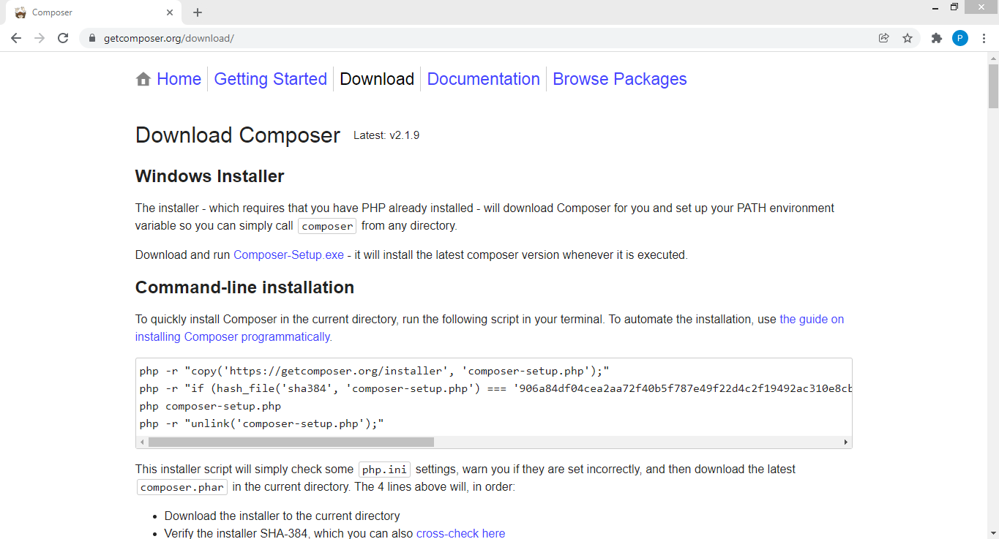 Composer
getcomposer.org/download/
P
Home Getting Started Download Documentation Browse Packages
Download Composer Latest: v2.1.9
Windows Installer
The installer - which requires that you have PHP already installed - will download Composer for you and set up your PATH environment
variable so you can simply call composer from any directory.
Download and run Composer-Setup.exe - it will install the latest composer version whenever it is executed.
Command-line installation
To quickly install Composer in the current directory, run the following script in your terminal. To automate the installation, use the guide on
installing Composer programmatically.
php -r "copy('https://getcomposer.org/installer', 'composer-setup.php');"
php -r "if (hash_file('sha384', 'composer-setup.php') === '906a84df04cea2aa72f40b5f787e49f22d4c2f19492ac310e8cb
php composer-setup.php
php -r "unlink('composer-setup.php');"
This installer script will simply check some php.ini settings, warn you if they are set incorrectly, and then download the latest
composer.phar in the current directory. The 4 lines above will, in order:
• Download the installer to the current directory
• Verify the installer SHA-384, which you can also cross-check here